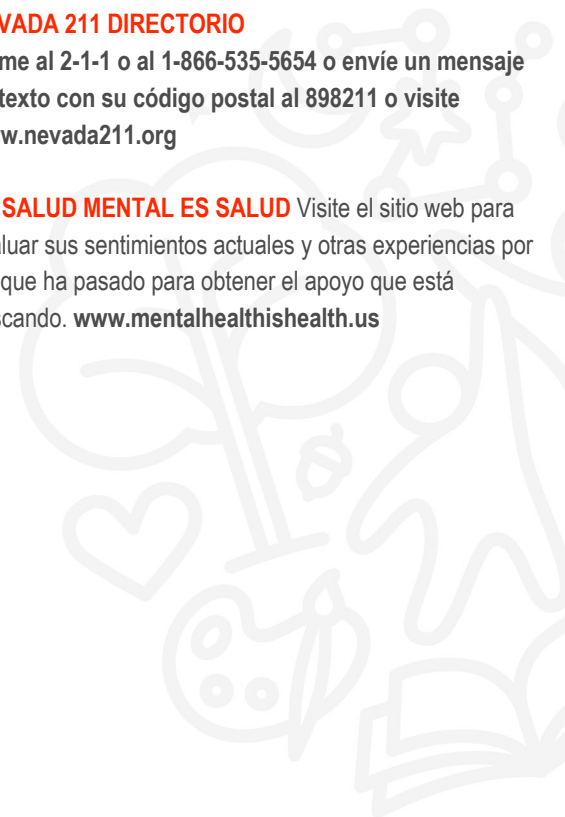 VADA 211 DIRECTORIO
me al 2-1-1 o al 1-866-535-5654 o envíe un mensaje
texto con su código postal al 898211 o visite
w.nevada211.org
SALUD MENTAL ES SALUD Visite el sitio web para
luar sus sentimientos actuales y otras experiencias por
que ha pasado para obtener el apoyo que está
scando. www.mentalhealthishealth.us